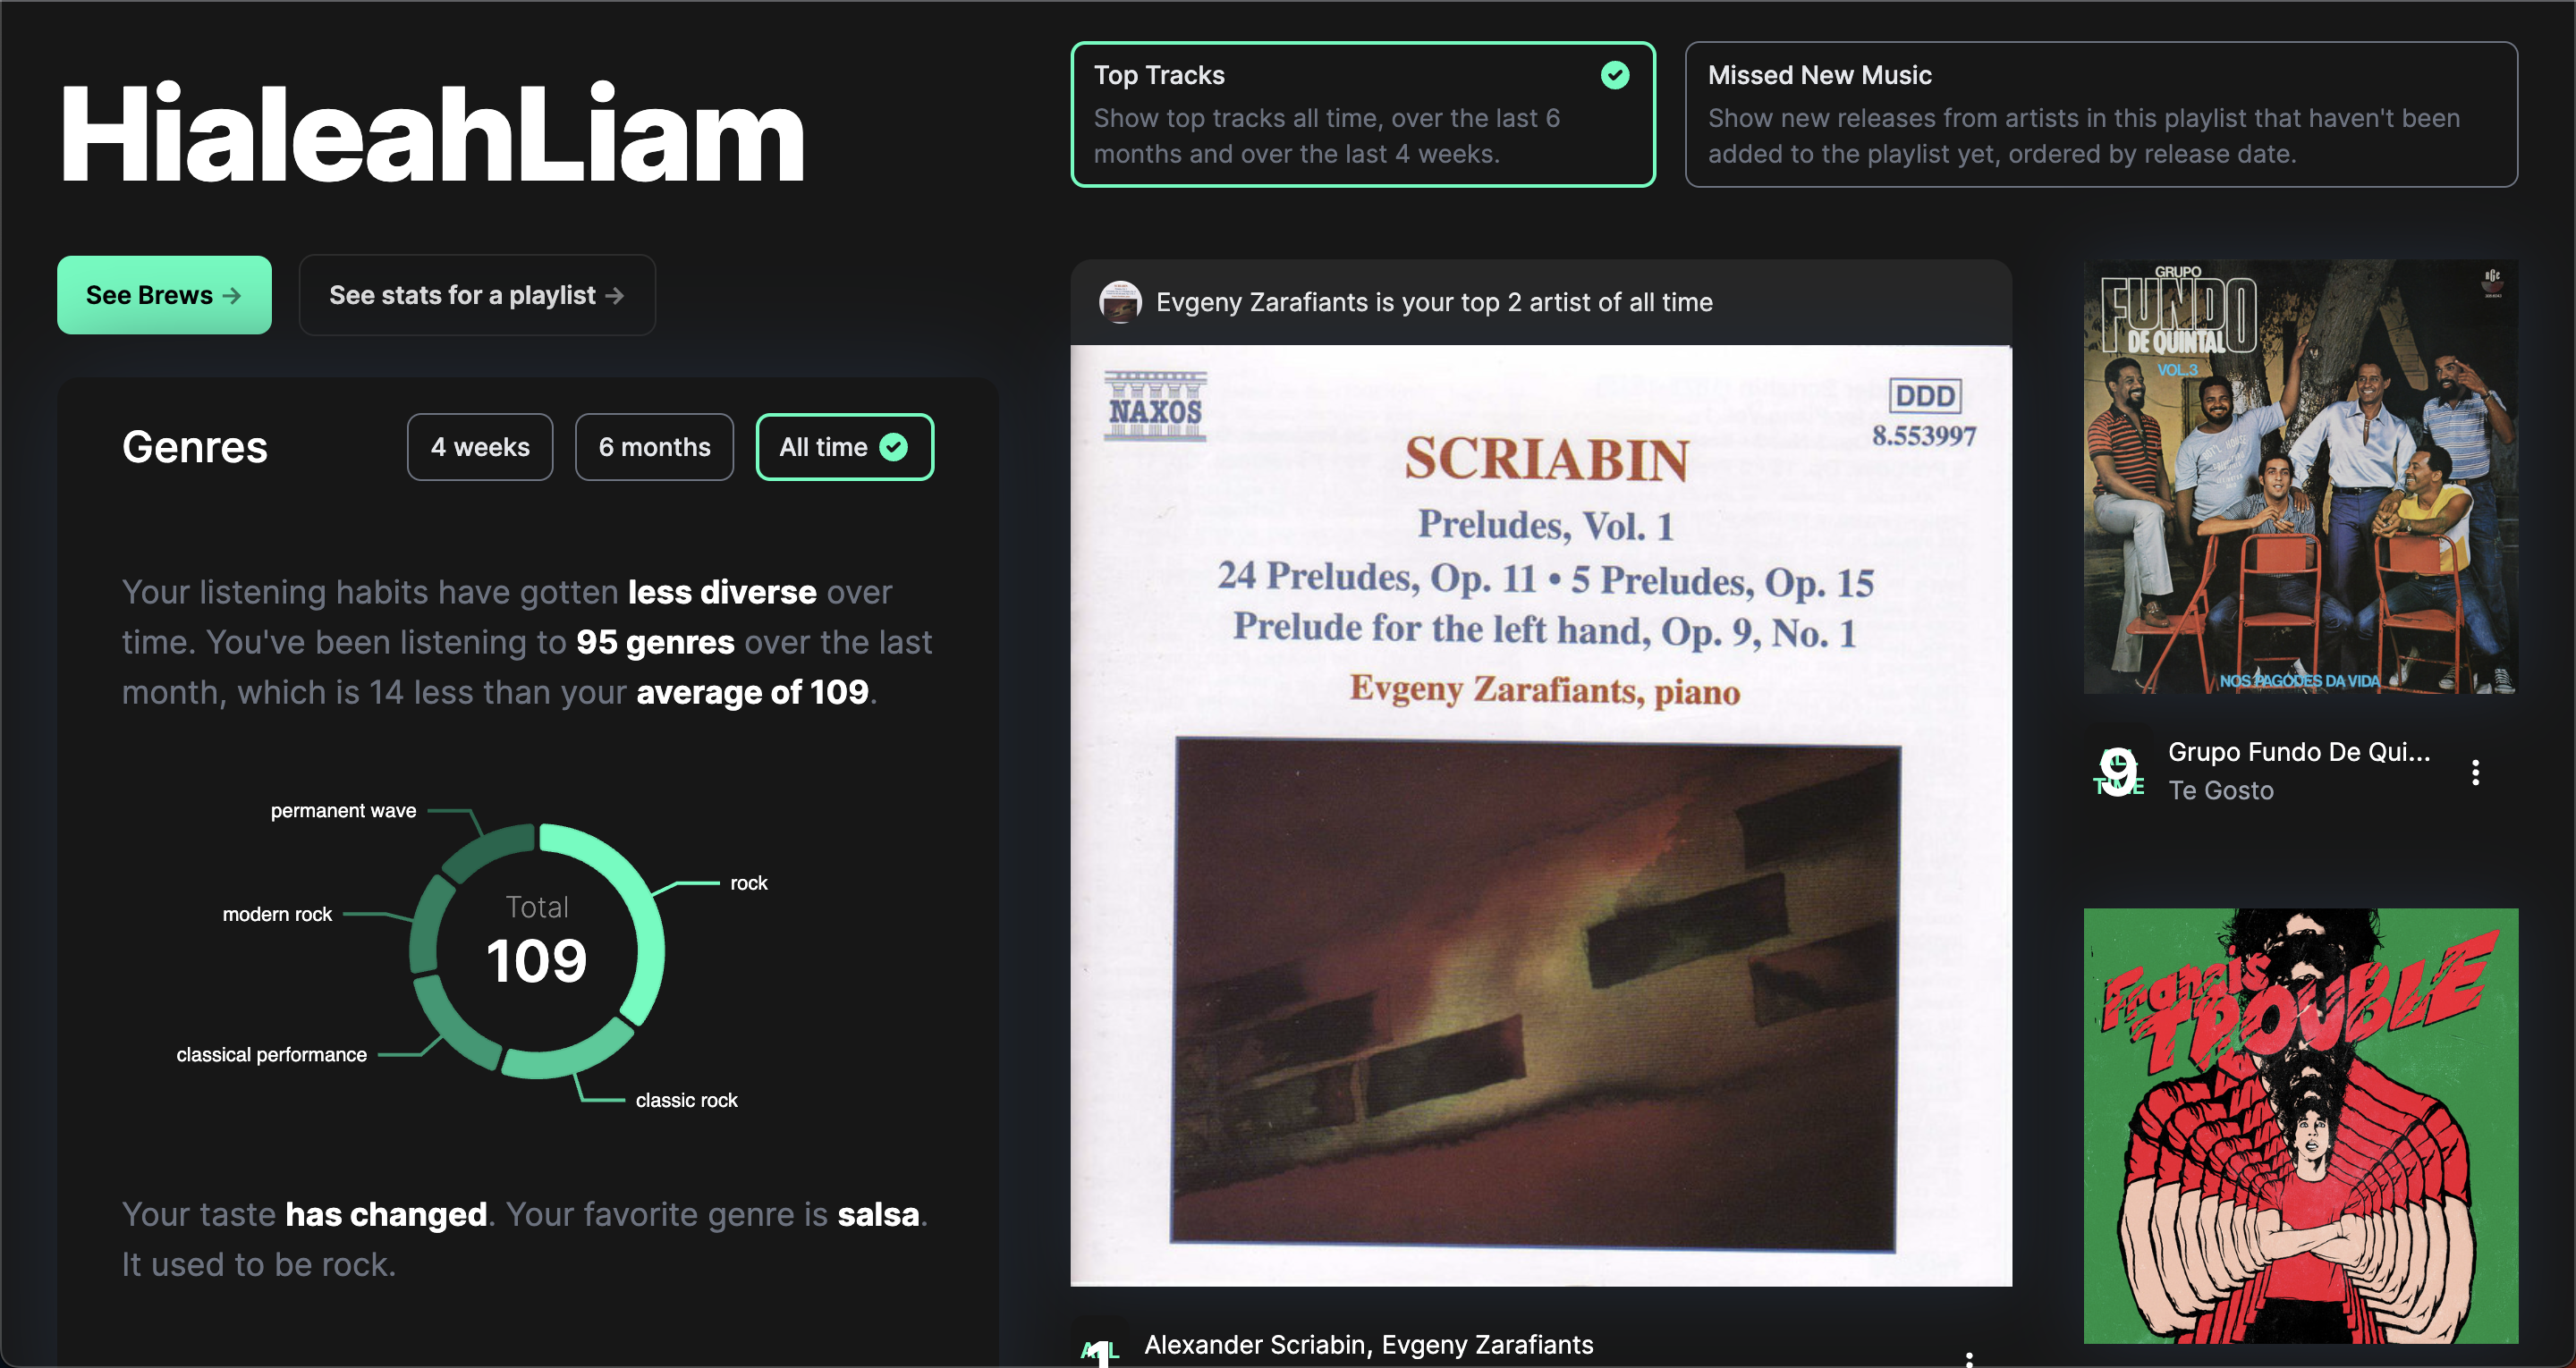 HialeahLiam
See Brews →
See stats for a playlist →
Genres
4 weeks
6 months
All time
Your listening habits have gotten less diverse over
time. You've been listening to 95 genres over the last
month, which is 14 less than your average of 109.
permanent wave
rock
modern rock
Total
109
classical performance
classic rock
Your taste has changed. Your favorite genre is salsa.
It used to be rock.
Top Tracks
Show top tracks all time, over the last 6
months and over the last 4 weeks.
Missed New Music
Show new releases from artists in this playlist that haven't been
added to the playlist yet, ordered by release date.
Evgeny Zarafiants is your top 2 artist of all time
NAXOS
DDD
8.553997
SCRIABIN
Preludes, Vol. 1
24 Preludes, Op. 11 • 5 Preludes, Op. 15
Prelude for the left hand, Op. 9, No. 1
Evgeny Zarafiants, piano
ALL
1
Alexander Scriabin, Evgeny Zarafiants
GRUPO
FUNDO
DE QUINTAL
VOL.3
NOS PAGODES DA VIDA
ALL
TIME
9
Grupo Fundo De Qui...
Te Gosto
Francis
TROUBLE